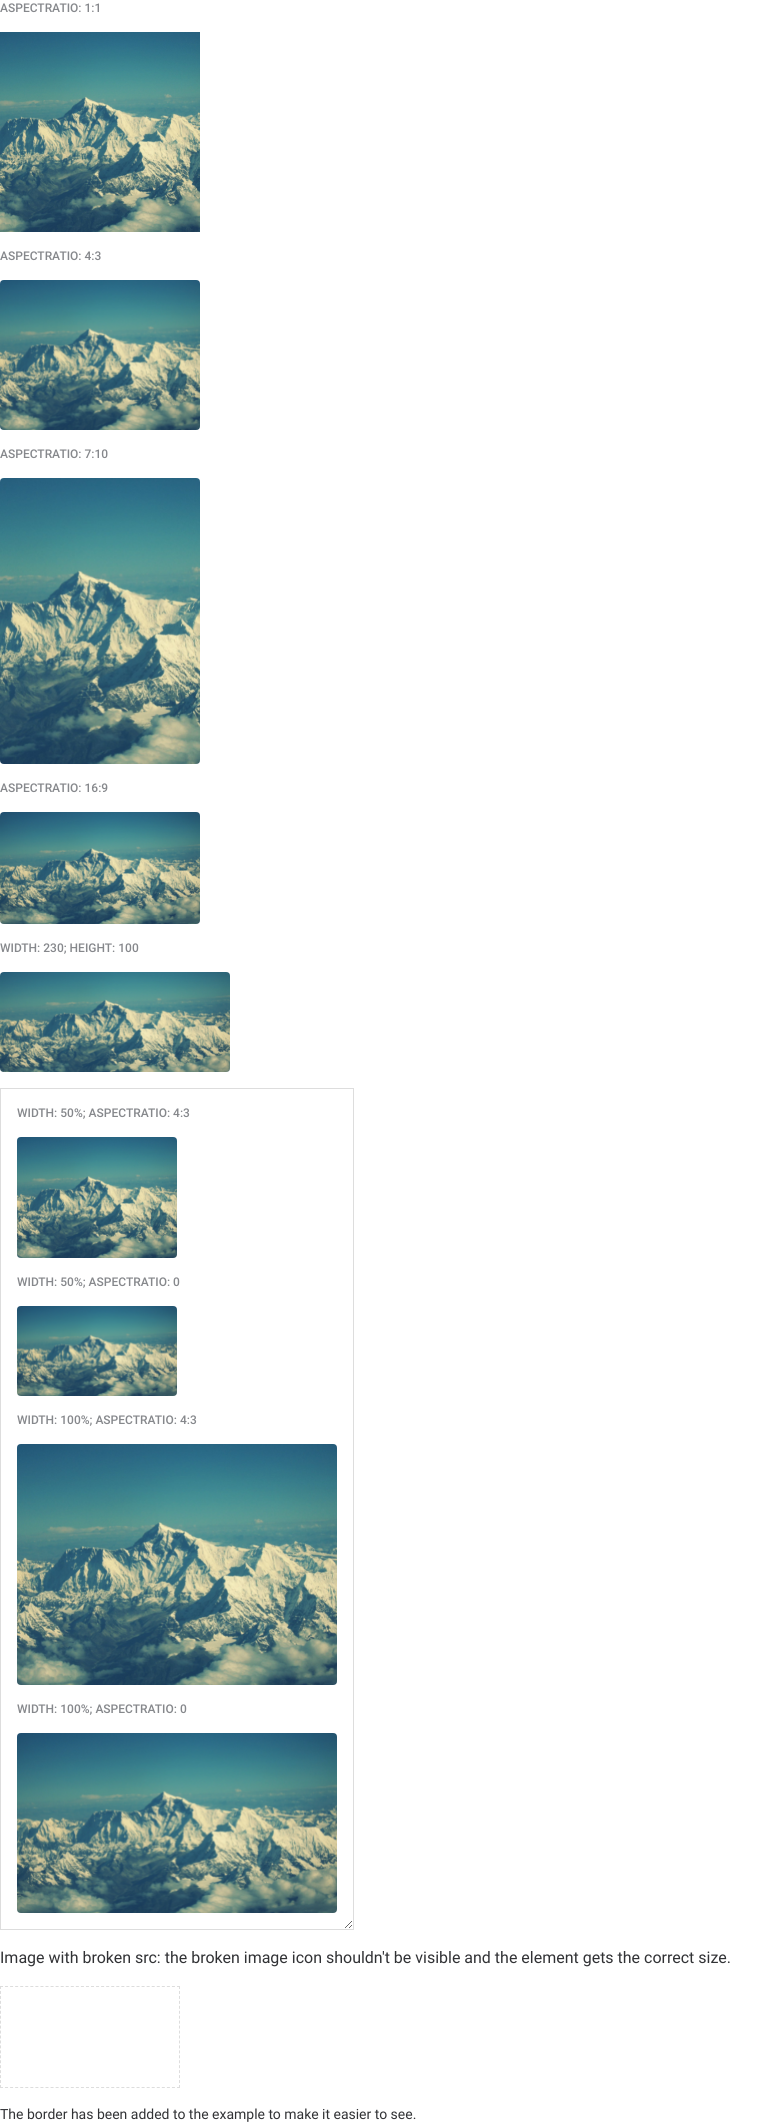 ASPECTRATIO: 1:1
ASPECTRATIO: 4:3
ASPECTRATIO: 7:10
ASPECTRATIO: 16:9
WIDTH: 230; HEIGHT: 100
WIDTH: 50%; ASPECTRATIO: 4:3
WIDTH: 50%; ASPECTRATIO: 0
WIDTH: 100%; ASPECTRATIO: 4:3
WIDTH: 100%; ASPECTRATIO: 0
Image with broken src: the broken image icon shouldn't be visible and the element gets the correct size.
The border has been added to the example to make it easier to see.